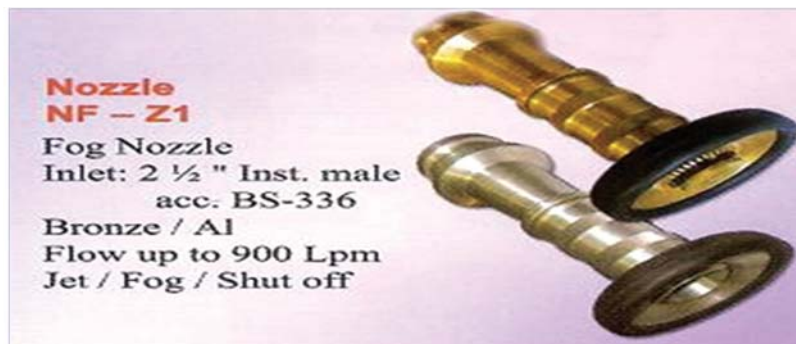 Nozzle
NF – Z1
Fog Nozzle
Inlet: 2 ½ " Inst. male
acc. BS-336
Bronze / Al
Flow up to 900 Lpm
Jet / Fog / Shut off